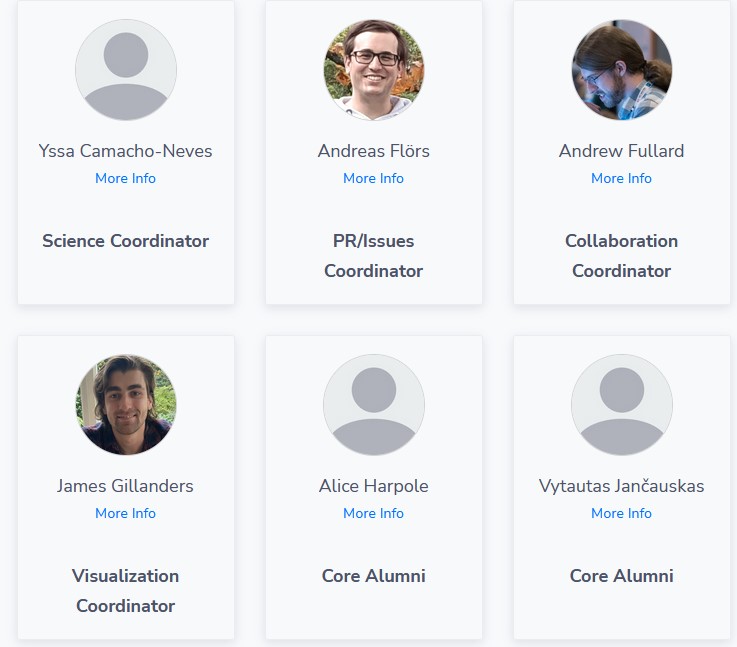 Yssa Camacho-Neves
More Info
Science Coordinator
Andreas Flörs
More Info
PR/Issues
Coordinator
Andrew Fullard
More Info
Collaboration
Coordinator
James Gillanders
More Info
Visualization
Coordinator
Alice Harpole
More Info
Core Alumni
Vytautas Jančauskas
More Info
Core Alumni